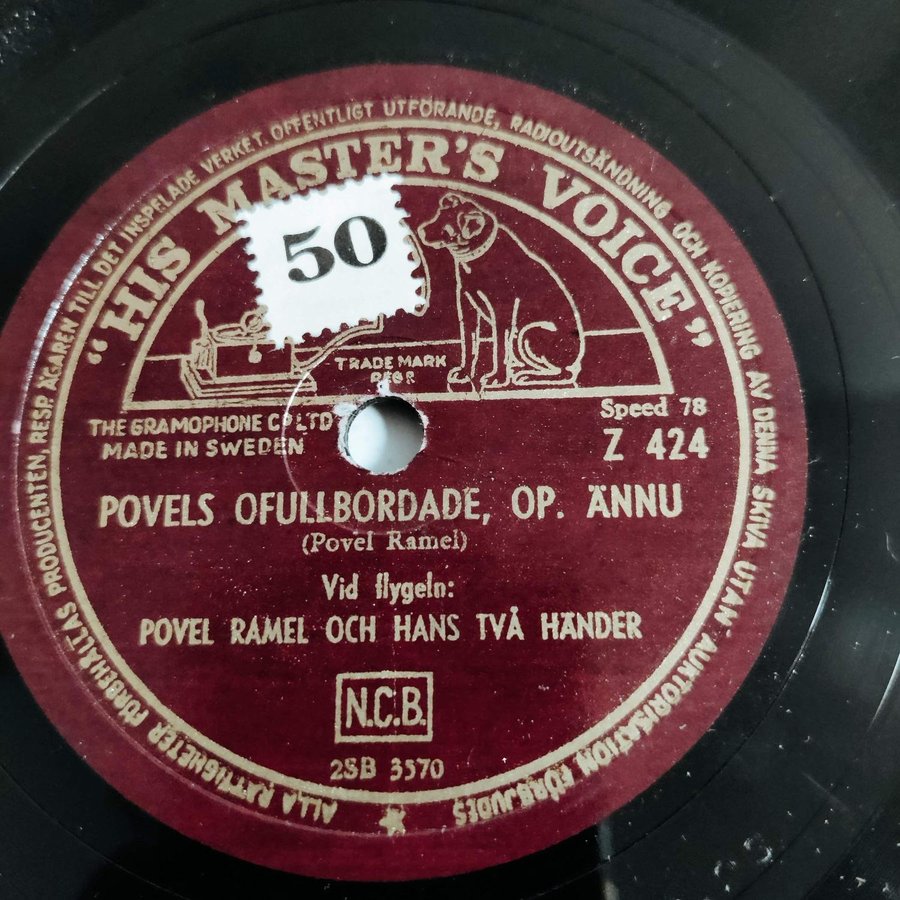 ALLA RÄTTIGHETER FÖRBEHÅLLAS PRODUCENTEN, RESP. ÄGAREN TILL DET INSPELADE VERKET. OFFENTLIGT UTFÖRANDE, RADIOUTSÄNDNING OCH KOPIERING AV DENNA SKIVA UTAN AUKTORISATION FÖRBJUDES
"HIS MASTER'S VOICE"
50
TRADE MARK
REGR
THE GRAMOPHONE CO LTD
MADE IN SWEDEN
Speed 78
Z 424
POVELS OFULLBORDADE, OP. ÄNNU
(Povel Ramel)
Vid flygeln:
POVEL RAMEL OCH HANS TVÅ HÄNDER
N.C.B.
2SB 3570